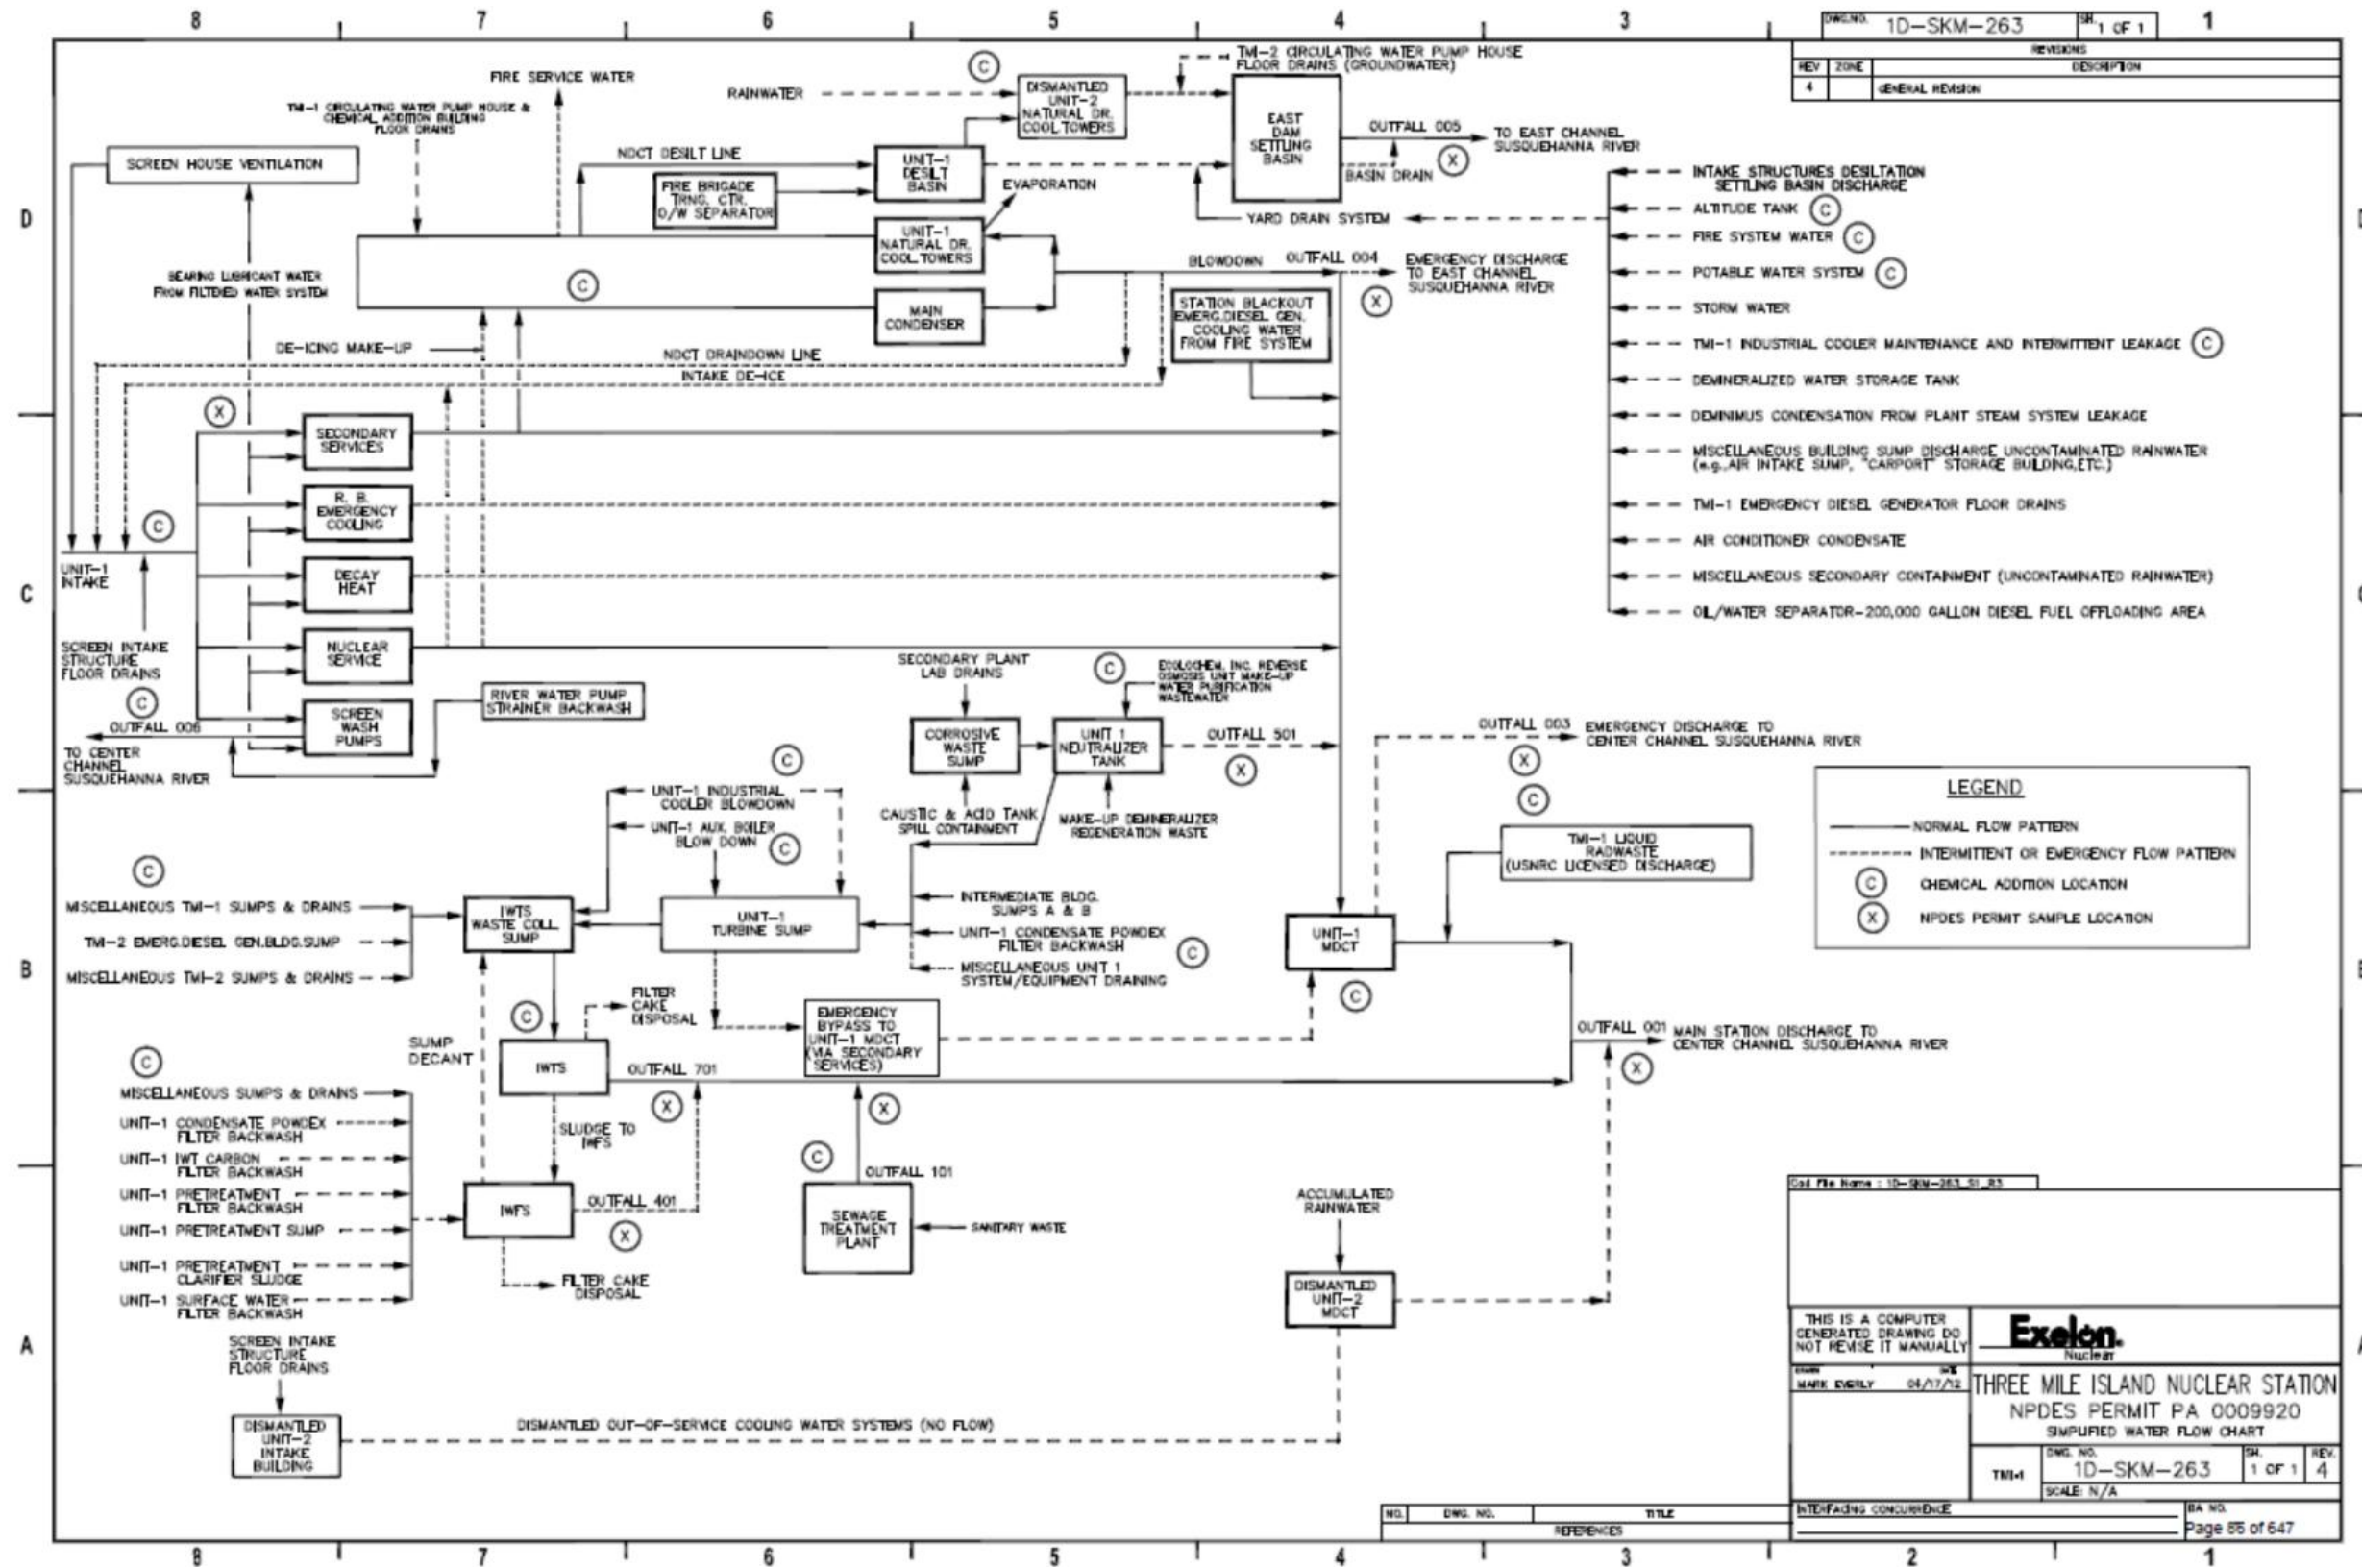 8 7 6 5 4 3 1
DWG.NO. 1D-SKM-263 SH. 1 OF 1
REVISIONS
REV ZONE DESCRIPTION
4 GENERAL REVISION
FIRE SERVICE WATER
TMI-1 CIRCULATING WATER PUMP HOUSE &
CHEMICAL ADDITION BUILDING
FLOOR DRAINS
RAINWATER
C
DISMANTLED
UNIT-2
NATURAL DR.
COOL.TOWERS
TMI-2 CIRCULATING WATER PUMP HOUSE
FLOOR DRAINS (GROUNDWATER)
EAST
DAM
SETTLING
BASIN
OUTFALL 005
TO EAST CHANNEL
SUSQUEHANNA RIVER
X
BASIN DRAIN
SCREEN HOUSE VENTILATION
NDCT DESILT LINE
UNIT-1
DESILT
BASIN
FIRE BRIGADE
TRNG. CTR.
O/W SEPARATOR
EVAPORATION
UNIT-1
NATURAL DR.
COOL.TOWERS
YARD DRAIN SYSTEM
D
BEARING LUBRICANT WATER
FROM FILTERED WATER SYSTEM
C
MAIN
CONDENSER
BLOWDOWN
OUTFALL 004
EMERGENCY DISCHARGE
TO EAST CHANNEL
SUSQUEHANNA RIVER
X
STATION BLACKOUT
EMERG.DIESEL GEN.
COOLING WATER
FROM FIRE SYSTEM
DE-ICING MAKE-UP
NDCT DRAINDOWN LINE
INTAKE DE-ICE
INTAKE STRUCTURES DESILTATION
SETTLING BASIN DISCHARGE
ALTITUDE TANK C
FIRE SYSTEM WATER C
POTABLE WATER SYSTEM C
STORM WATER
TMI-1 INDUSTRIAL COOLER MAINTENANCE AND INTERMITTENT LEAKAGE C
DEMINERALIZED WATER STORAGE TANK
DEMINIMUS CONDENSATION FROM PLANT STEAM SYSTEM LEAKAGE
MISCELLANEOUS BUILDING SUMP DISCHARGE UNCONTAMINATED RAINWATER
(e.g.,AIR INTAKE SUMP, "CARPORT" STORAGE BUILDING,ETC.)
TMI-1 EMERGENCY DIESEL GENERATOR FLOOR DRAINS
AIR CONDITIONER CONDENSATE
MISCELLANEOUS SECONDARY CONTAINMENT (UNCONTAMINATED RAINWATER)
OIL/WATER SEPARATOR-200,000 GALLON DIESEL FUEL OFFLOADING AREA
X
SECONDARY
SERVICES
R. B.
EMERGENCY
COOLING
C
UNIT-1
INTAKE
DECAY
HEAT
C
SCREEN INTAKE
STRUCTURE
FLOOR DRAINS
NUCLEAR
SERVICE
C
OUTFALL 006
TO CENTER
CHANNEL
SUSQUEHANNA RIVER
SCREEN
WASH
PUMPS
RIVER WATER PUMP
STRAINER BACKWASH
SECONDARY PLANT
LAB DRAINS
C
ECOLOCHEM, INC. REVERSE
OSMOSIS UNIT MAKE-UP
WATER PURIFICATION
WASTEWATER
CORROSIVE
WASTE
SUMP
UNIT 1
NEUTRALIZER
TANK
OUTFALL 501
X
CAUSTIC & ACID TANK
SPILL CONTAINMENT
MAKE-UP DEMINERALIZER
REGENERATION WASTE
OUTFALL 003
EMERGENCY DISCHARGE TO
CENTER CHANNEL SUSQUEHANNA RIVER
X
C
TMI-1 LIQUID
RADWASTE
(USNRC LICENSED DISCHARGE)
LEGEND
NORMAL FLOW PATTERN
INTERMITTENT OR EMERGENCY FLOW PATTERN
C CHEMICAL ADDITION LOCATION
X NPDES PERMIT SAMPLE LOCATION
C
UNIT-1 INDUSTRIAL
COOLER BLOWDOWN
UNIT-1 AUX. BOILER
BLOW DOWN
C
C
MISCELLANEOUS TMI-1 SUMPS & DRAINS
TMI-2 EMERG.DIESEL GEN.BLDG.SUMP
MISCELLANEOUS TMI-2 SUMPS & DRAINS
B
IWTS
WASTE COLL
SUMP
UNIT-1
TURBINE SUMP
INTERMEDIATE BLDG.
SUMPS A & B
UNIT-1 CONDENSATE POWDEX
FILTER BACKWASH
C
MISCELLANEOUS UNIT 1
SYSTEM/EQUIPMENT DRAINING
UNIT-1
MDCT
C
FILTER
CAKE
DISPOSAL
C
EMERGENCY
BYPASS TO
UNIT-1 MDCT
(VIA SECONDARY
SERVICES)
SUMP
DECANT
IWTS
OUTFALL 701
X
X
OUTFALL 001
MAIN STATION DISCHARGE TO
CENTER CHANNEL SUSQUEHANNA RIVER
X
C
MISCELLANEOUS SUMPS & DRAINS
UNIT-1 CONDENSATE POWDEX
FILTER BACKWASH
UNIT-1 IWT CARBON
FILTER BACKWASH
UNIT-1 PRETREATMENT
FILTER BACKWASH
UNIT-1 PRETREATMENT SUMP
UNIT-1 PRETREATMENT
CLARIFIER SLUDGE
UNIT-1 SURFACE WATER
FILTER BACKWASH
SLUDGE TO
IWFS
IWFS
OUTFALL 401
X
FILTER CAKE
DISPOSAL
C
OUTFALL 101
SEWAGE
TREATMENT
PLANT
SANITARY WASTE
ACCUMULATED
RAINWATER
DISMANTLED
UNIT-2
MDCT
A
SCREEN INTAKE
STRUCTURE
FLOOR DRAINS
DISMANTLED
UNIT-2
INTAKE
BUILDING
DISMANTLED OUT-OF-SERVICE COOLING WATER SYSTEMS (NO FLOW)
Cad File Name : 1D-SKM-263_S1_R3
THIS IS A COMPUTER
GENERATED DRAWING DO
NOT REVISE IT MANUALLY
Exelon.
Nuclear
MARK EVERLY 04/17/12
THREE MILE ISLAND NUCLEAR STATION
NPDES PERMIT PA 0009920
SIMPLIFIED WATER FLOW CHART
TMI-1
DWG. NO. 1D-SKM-263
SH. 1 OF 1
REV. 4
SCALE: N/A
NO. DWG. NO. TITLE
REFERENCES
INTERFACING CONCURRENCE
Page 86 of 647
8 7 6 5 4 3 2 1